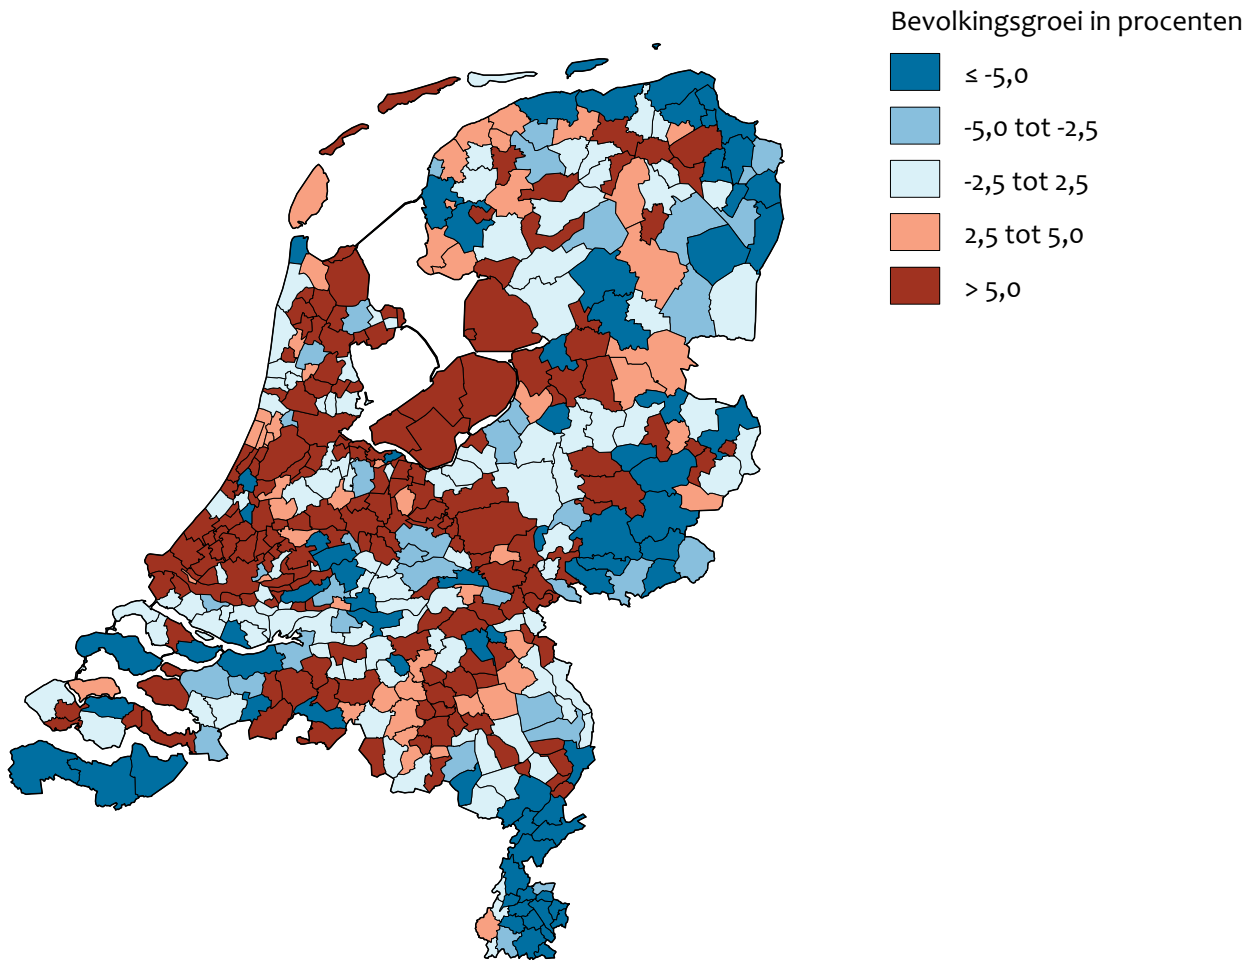 Bevolkingsgroei in procenten
≤ -5,0
-5,0 tot -2,5
-2,5 tot 2,5
2,5 tot 5,0
> 5,0